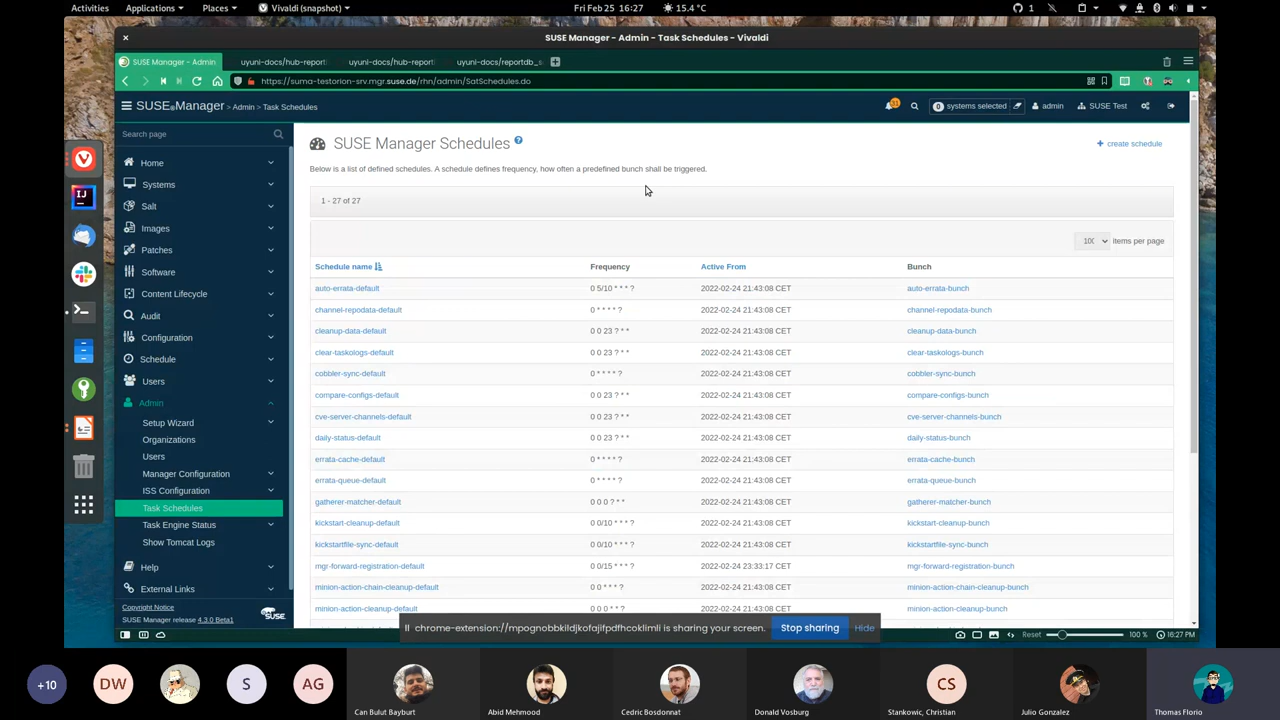 Activities Applications Places Vivaldi (snapshot) Fri Feb 25 16:27 15.4 °C 1
SUSE Manager - Admin - Task Schedules - Vivaldi
SUSE Manager - Admin uyuni-docs/hub-report uyuni-docs/hub-report uyuni-docs/reportdb_s
https://suma-testorion-srv.mgr.suse.de/rhn/admin/SatSchedules.do
SUSE Manager > Admin > Task Schedules 0 systems selected admin SUSE Test
Search page
Home
Systems
Salt
Images
Patches
Software
Content Lifecycle
Audit
Configuration
Schedule
Users
Admin
Setup Wizard
Organizations
Users
Manager Configuration
ISS Configuration
Task Schedules
Task Engine Status
Show Tomcat Logs
Help
External Links
Copyright Notice
SUSE Manager release 4.3.0 Beta1
SUSE
SUSE Manager Schedules ?
+ create schedule
Below is a list of defined schedules. A schedule defines frequency, how often a predefined bunch shall be triggered.
1 - 27 of 27
100 items per page
Schedule name Frequency Active From Bunch
auto-errata-default 0 5/10 * * * ? 2022-02-24 21:43:08 CET auto-errata-bunch
channel-repodata-default 0 * * * * ? 2022-02-24 21:43:08 CET channel-repodata-bunch
cleanup-data-default 0 0 23 ? * * 2022-02-24 21:43:08 CET cleanup-data-bunch
clear-taskologs-default 0 0 23 ? * * 2022-02-24 21:43:08 CET clear-taskologs-bunch
cobbler-sync-default 0 * * * * ? 2022-02-24 21:43:08 CET cobbler-sync-bunch
compare-configs-default 0 0 23 ? * * 2022-02-24 21:43:08 CET compare-configs-bunch
cve-server-channels-default 0 0 23 ? * * 2022-02-24 21:43:08 CET cve-server-channels-bunch
daily-status-default 0 0 23 ? * * 2022-02-24 21:43:08 CET daily-status-bunch
errata-cache-default 0 * * * * ? 2022-02-24 21:43:08 CET errata-cache-bunch
errata-queue-default 0 * * * * ? 2022-02-24 21:43:08 CET errata-queue-bunch
gatherer-matcher-default 0 0 0 ? * * 2022-02-24 21:43:08 CET gatherer-matcher-bunch
kickstart-cleanup-default 0 0/10 * * * ? 2022-02-24 21:43:08 CET kickstart-cleanup-bunch
kickstartfile-sync-default 0 0/10 * * * ? 2022-02-24 21:43:08 CET kickstartfile-sync-bunch
mgr-forward-registration-default 0 0/15 * * * ? 2022-02-24 23:33:17 CET mgr-forward-registration-bunch
minion-action-chain-cleanup-default 0 0 * * * ? 2022-02-24 21:43:08 CET minion-action-chain-cleanup-bunch
minion-action-cleanup-default 0 0 0 * * ? 2022-02-24 21:43:08 CET minion-action-cleanup-bunch
chrome-extension://mpognobbkildjkofajifpdfhcoklimli is sharing your screen. Stop sharing Hide
Reset 100 % 16:27 PM
+10 DW S AG CS
Can Bulut Bayburt Abid Mehmood Cedric Bosdonnat Donald Vosburg Stankovic, Christian Julio Gonzalez Thomas Florio